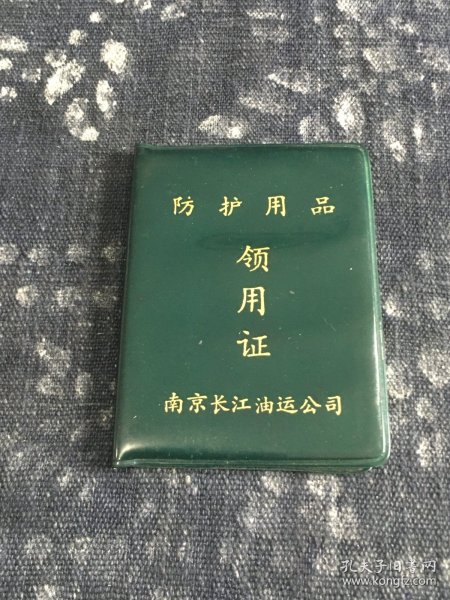 防护用品
领
用
证
南京长江油运公司
孔夫子旧书网
www.kongfz.com